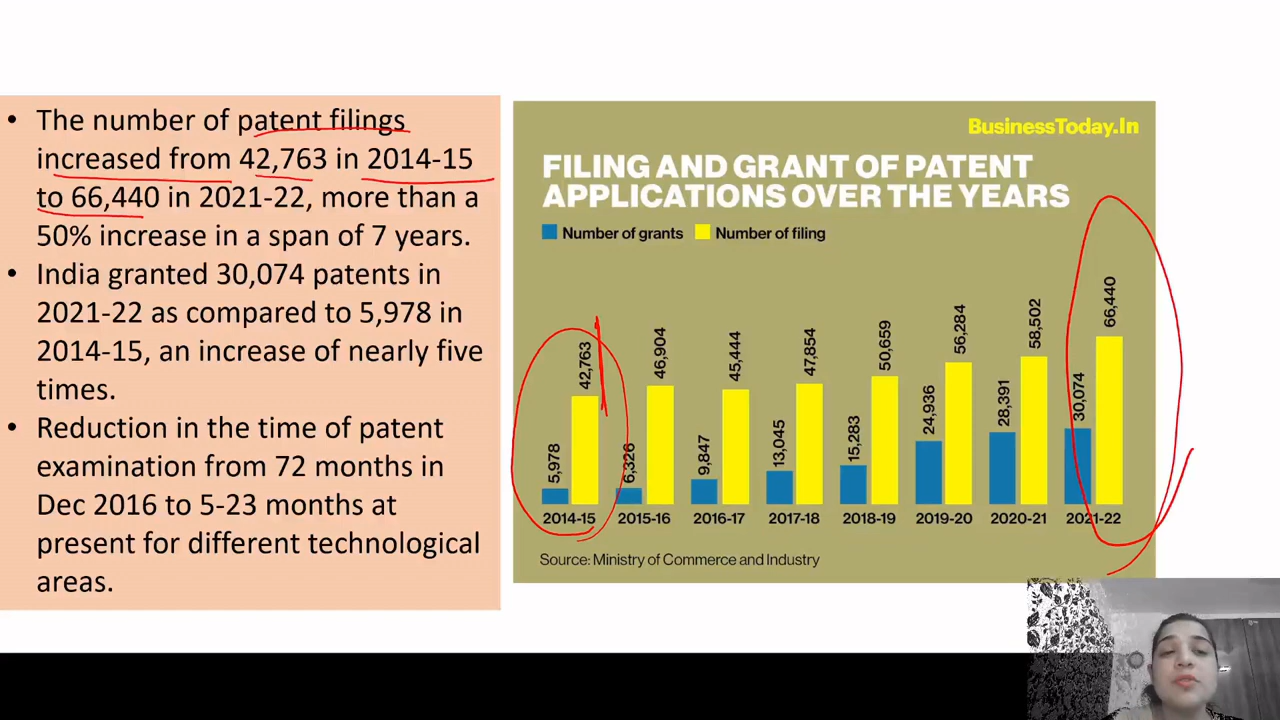 • The number of patent filings
increased from 42,763 in 2014-15
to 66,440 in 2021-22, more than a
50% increase in a span of 7 years.
• India granted 30,074 patents in
2021-22 as compared to 5,978 in
2014-15, an increase of nearly five
times.
• Reduction in the time of patent
examination from 72 months in
Dec 2016 to 5-23 months at
present for different technological
areas.
BusinessToday.In
FILING AND GRANT OF PATENT
APPLICATIONS OVER THE YEARS
Number of grants Number of filing
5,978 42,763 6,326 46,904 9,847 45,444 13,045 47,854 15,283 50,659 24,936 56,284 28,391 58,502 30,074 66,440
2014-15 2015-16 2016-17 2017-18 2018-19 2019-20 2020-21 2021-22
Source: Ministry of Commerce and Industry